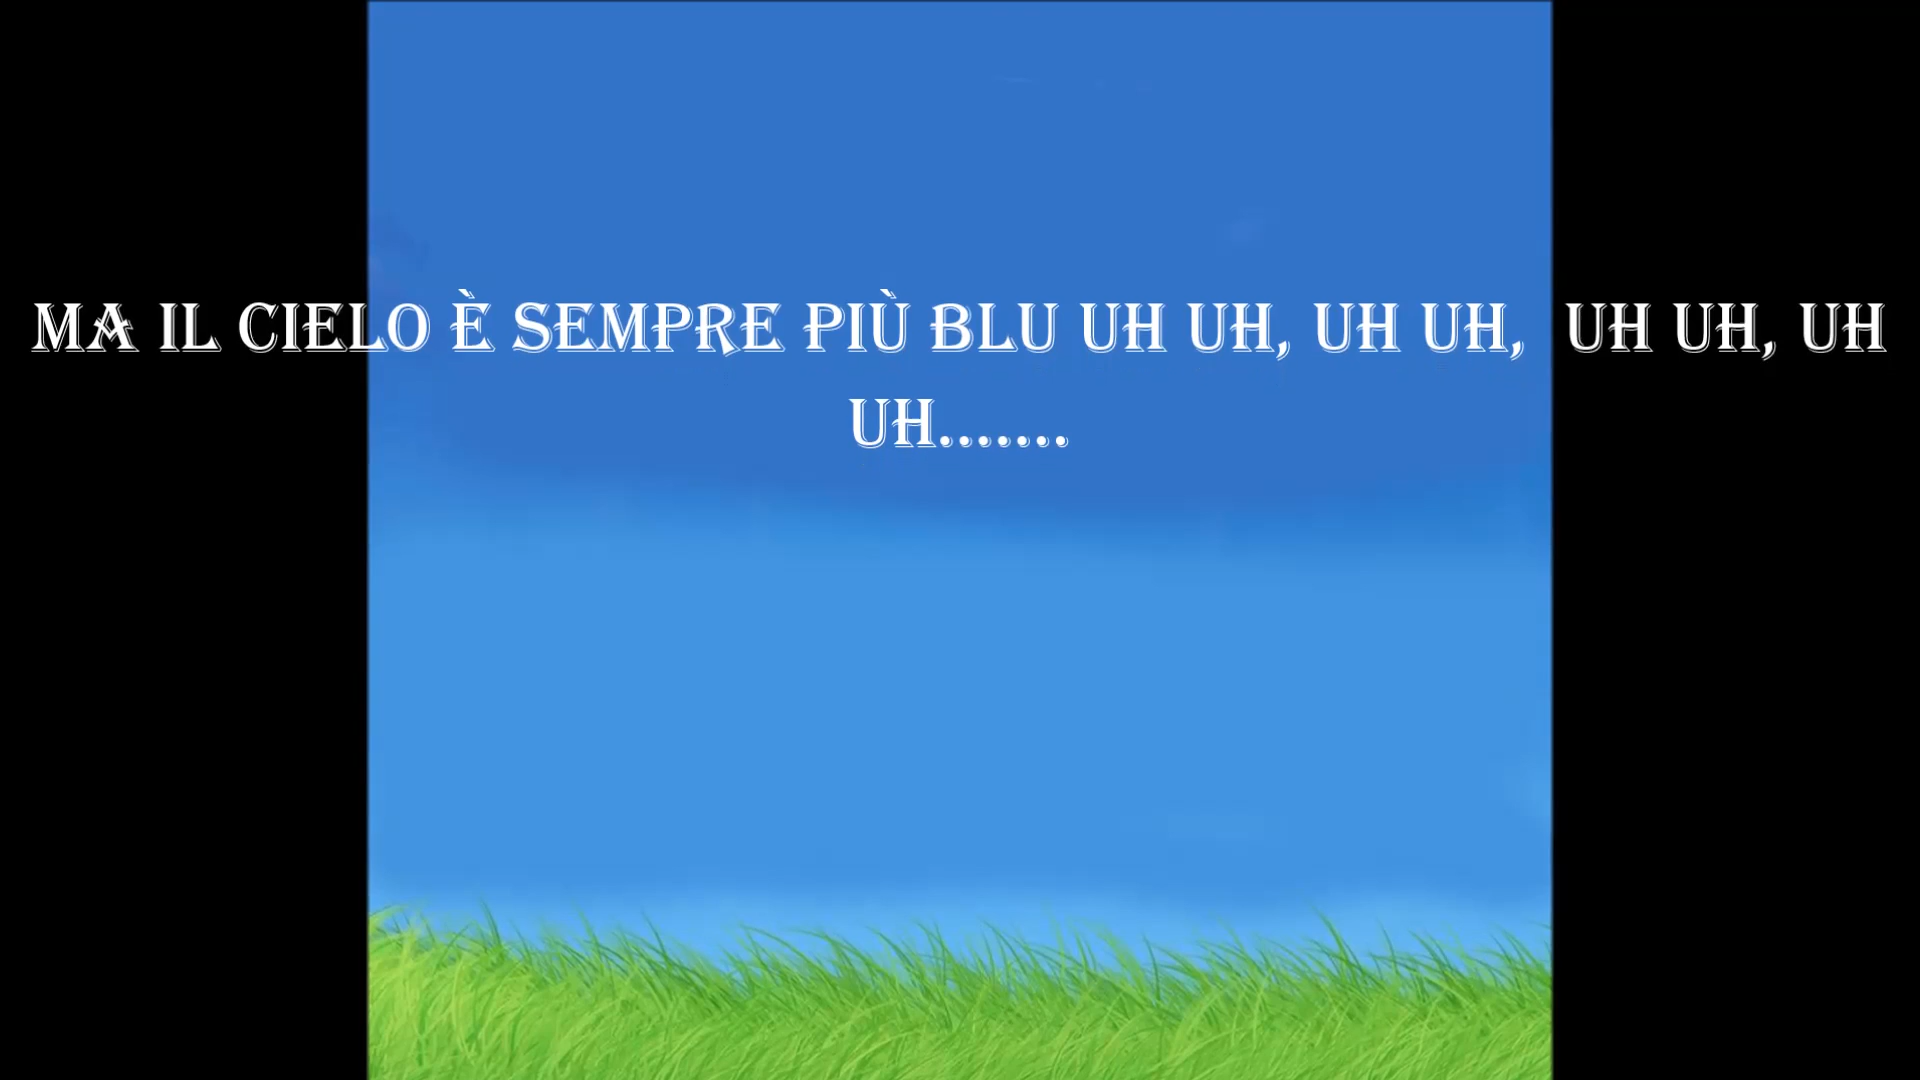 MA IL CIELO È SEMPRE PIÙ BLU UH UH, UH UH,  UH UH, UH
UH.......